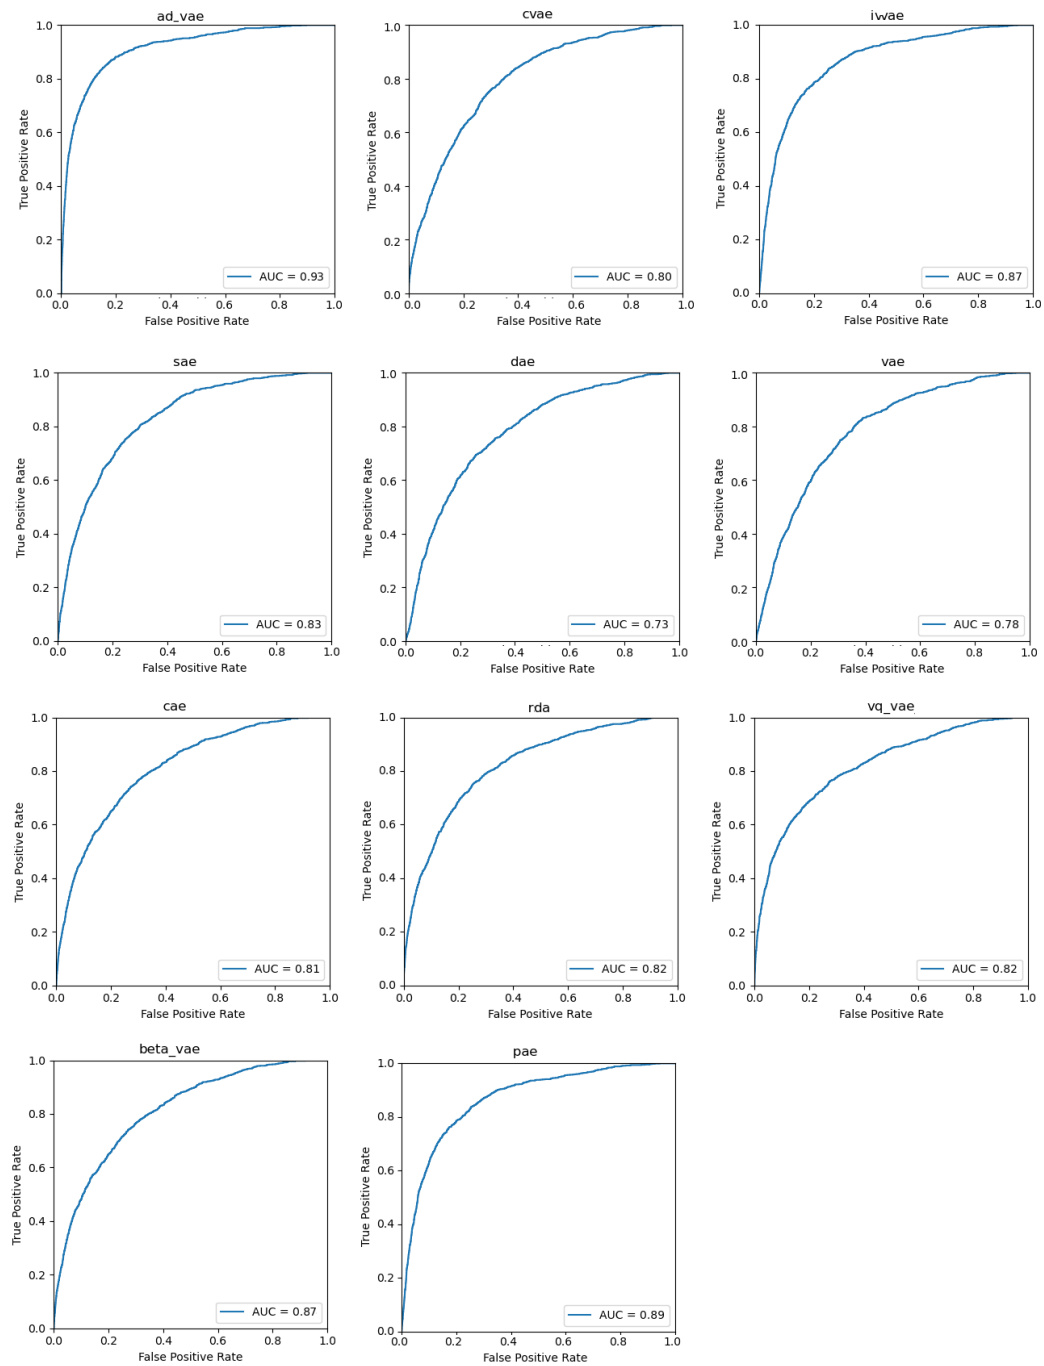 ad_vae
1.0
0.8
0.6
0.4
0.2
0.0
True Positive Rate
AUC = 0.93
0.0 0.2 0.4 0.6 0.8 1.0
False Positive Rate
cvae
1.0
0.8
0.6
0.4
0.2
0.0
True Positive Rate
AUC = 0.80
0.0 0.2 0.4 0.6 0.8 1.0
False Positive Rate
iwae
1.0
0.8
0.6
0.4
0.2
0.0
True Positive Rate
AUC = 0.87
0.0 0.2 0.4 0.6 0.8 1.0
False Positive Rate
sae
1.0
0.8
0.6
0.4
0.2
0.0
True Positive Rate
AUC = 0.83
0.0 0.2 0.4 0.6 0.8 1.0
False Positive Rate
dae
1.0
0.8
0.6
0.4
0.2
0.0
True Positive Rate
AUC = 0.73
0.0 0.2 0.4 0.6 0.8 1.0
False Positive Rate
vae
1.0
0.8
0.6
0.4
0.2
0.0
True Positive Rate
AUC = 0.78
0.0 0.2 0.4 0.6 0.8 1.0
False Positive Rate
cae
1.0
0.8
0.6
0.4
0.2
0.0
True Positive Rate
AUC = 0.81
0.0 0.2 0.4 0.6 0.8 1.0
False Positive Rate
rda
1.0
0.8
0.6
0.4
0.2
0.0
True Positive Rate
AUC = 0.82
0.0 0.2 0.4 0.6 0.8 1.0
False Positive Rate
vq_vae
1.0
0.8
0.6
0.4
0.2
0.0
True Positive Rate
AUC = 0.82
0.0 0.2 0.4 0.6 0.8 1.0
False Positive Rate
beta_vae
1.0
0.8
0.6
0.4
0.2
0.0
True Positive Rate
AUC = 0.87
0.0 0.2 0.4 0.6 0.8 1.0
False Positive Rate
pae
1.0
0.8
0.6
0.4
0.2
0.0
True Positive Rate
AUC = 0.89
0.0 0.2 0.4 0.6 0.8 1.0
False Positive Rate